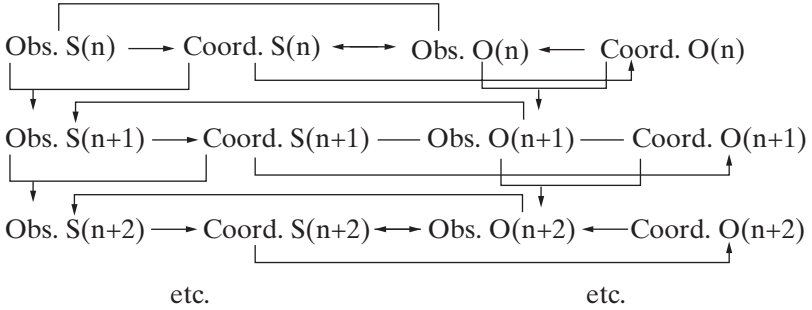 Obs. S(n) Coord. S(n) Obs. O(n) Coord. O(n)
Obs. S(n+1) Coord. S(n+1) Obs. O(n+1) Coord. O(n+1)
Obs. S(n+2) Coord. S(n+2) Obs. O(n+2) Coord. O(n+2)
etc. etc.